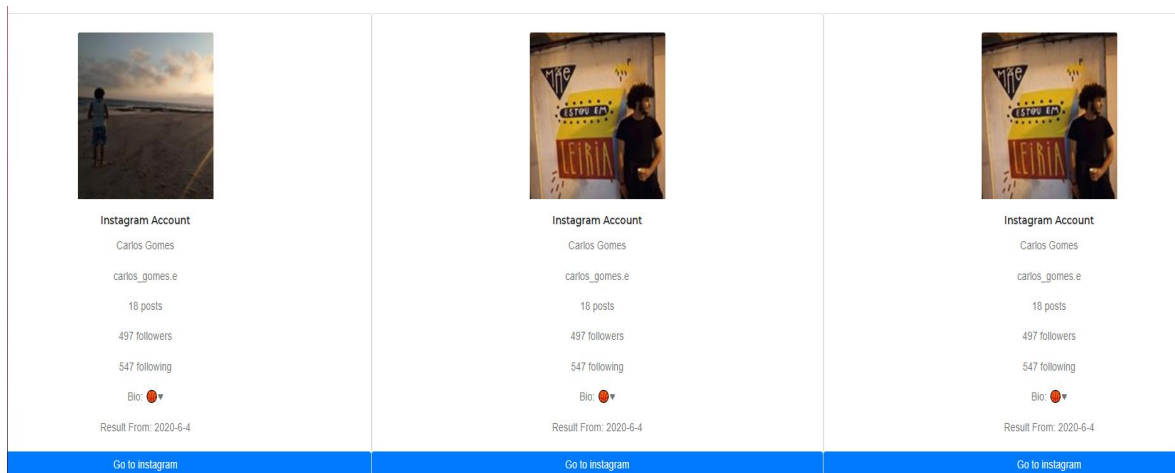 MÃE
ESTOU EM
LEIRIA
Instagram Account
Carlos Gomes
carlos_gomes.e
18 posts
497 followers
547 following
Bio: 🏀♥
Result From: 2020-6-4
Go to instagram
MÃE
ESTOU EM
LEIRIA
Instagram Account
Carlos Gomes
carlos_gomes.e
18 posts
497 followers
547 following
Bio: 🏀♥
Result From: 2020-6-4
Go to instagram
Instagram Account
Carlos Gomes
carlos_gomes.e
18 posts
497 followers
547 following
Bio: 🏀♥
Result From: 2020-6-4
Go to instagram